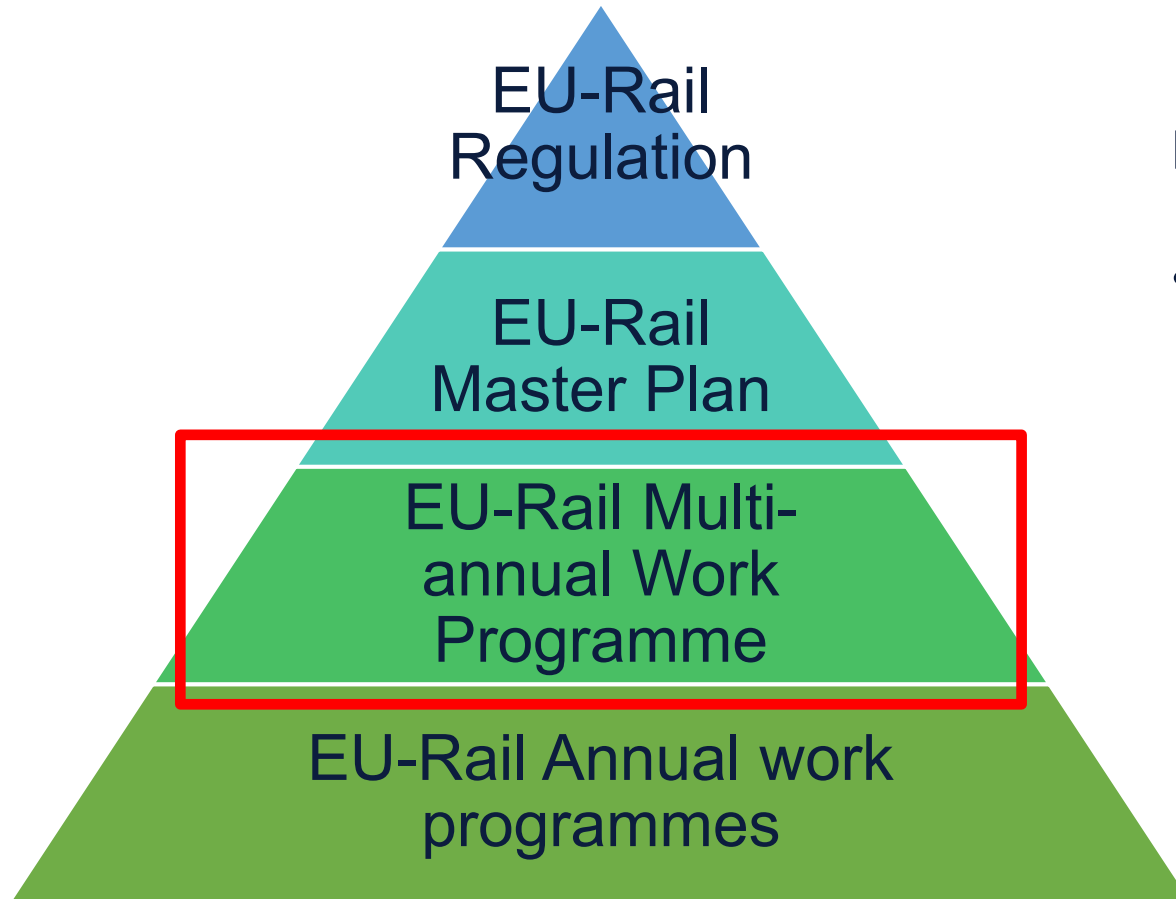 EU-Rail
Regulation
EU-Rail
Master Plan
EU-Rail Multi-
annual Work
Programme
EU-Rail Annual work
programmes